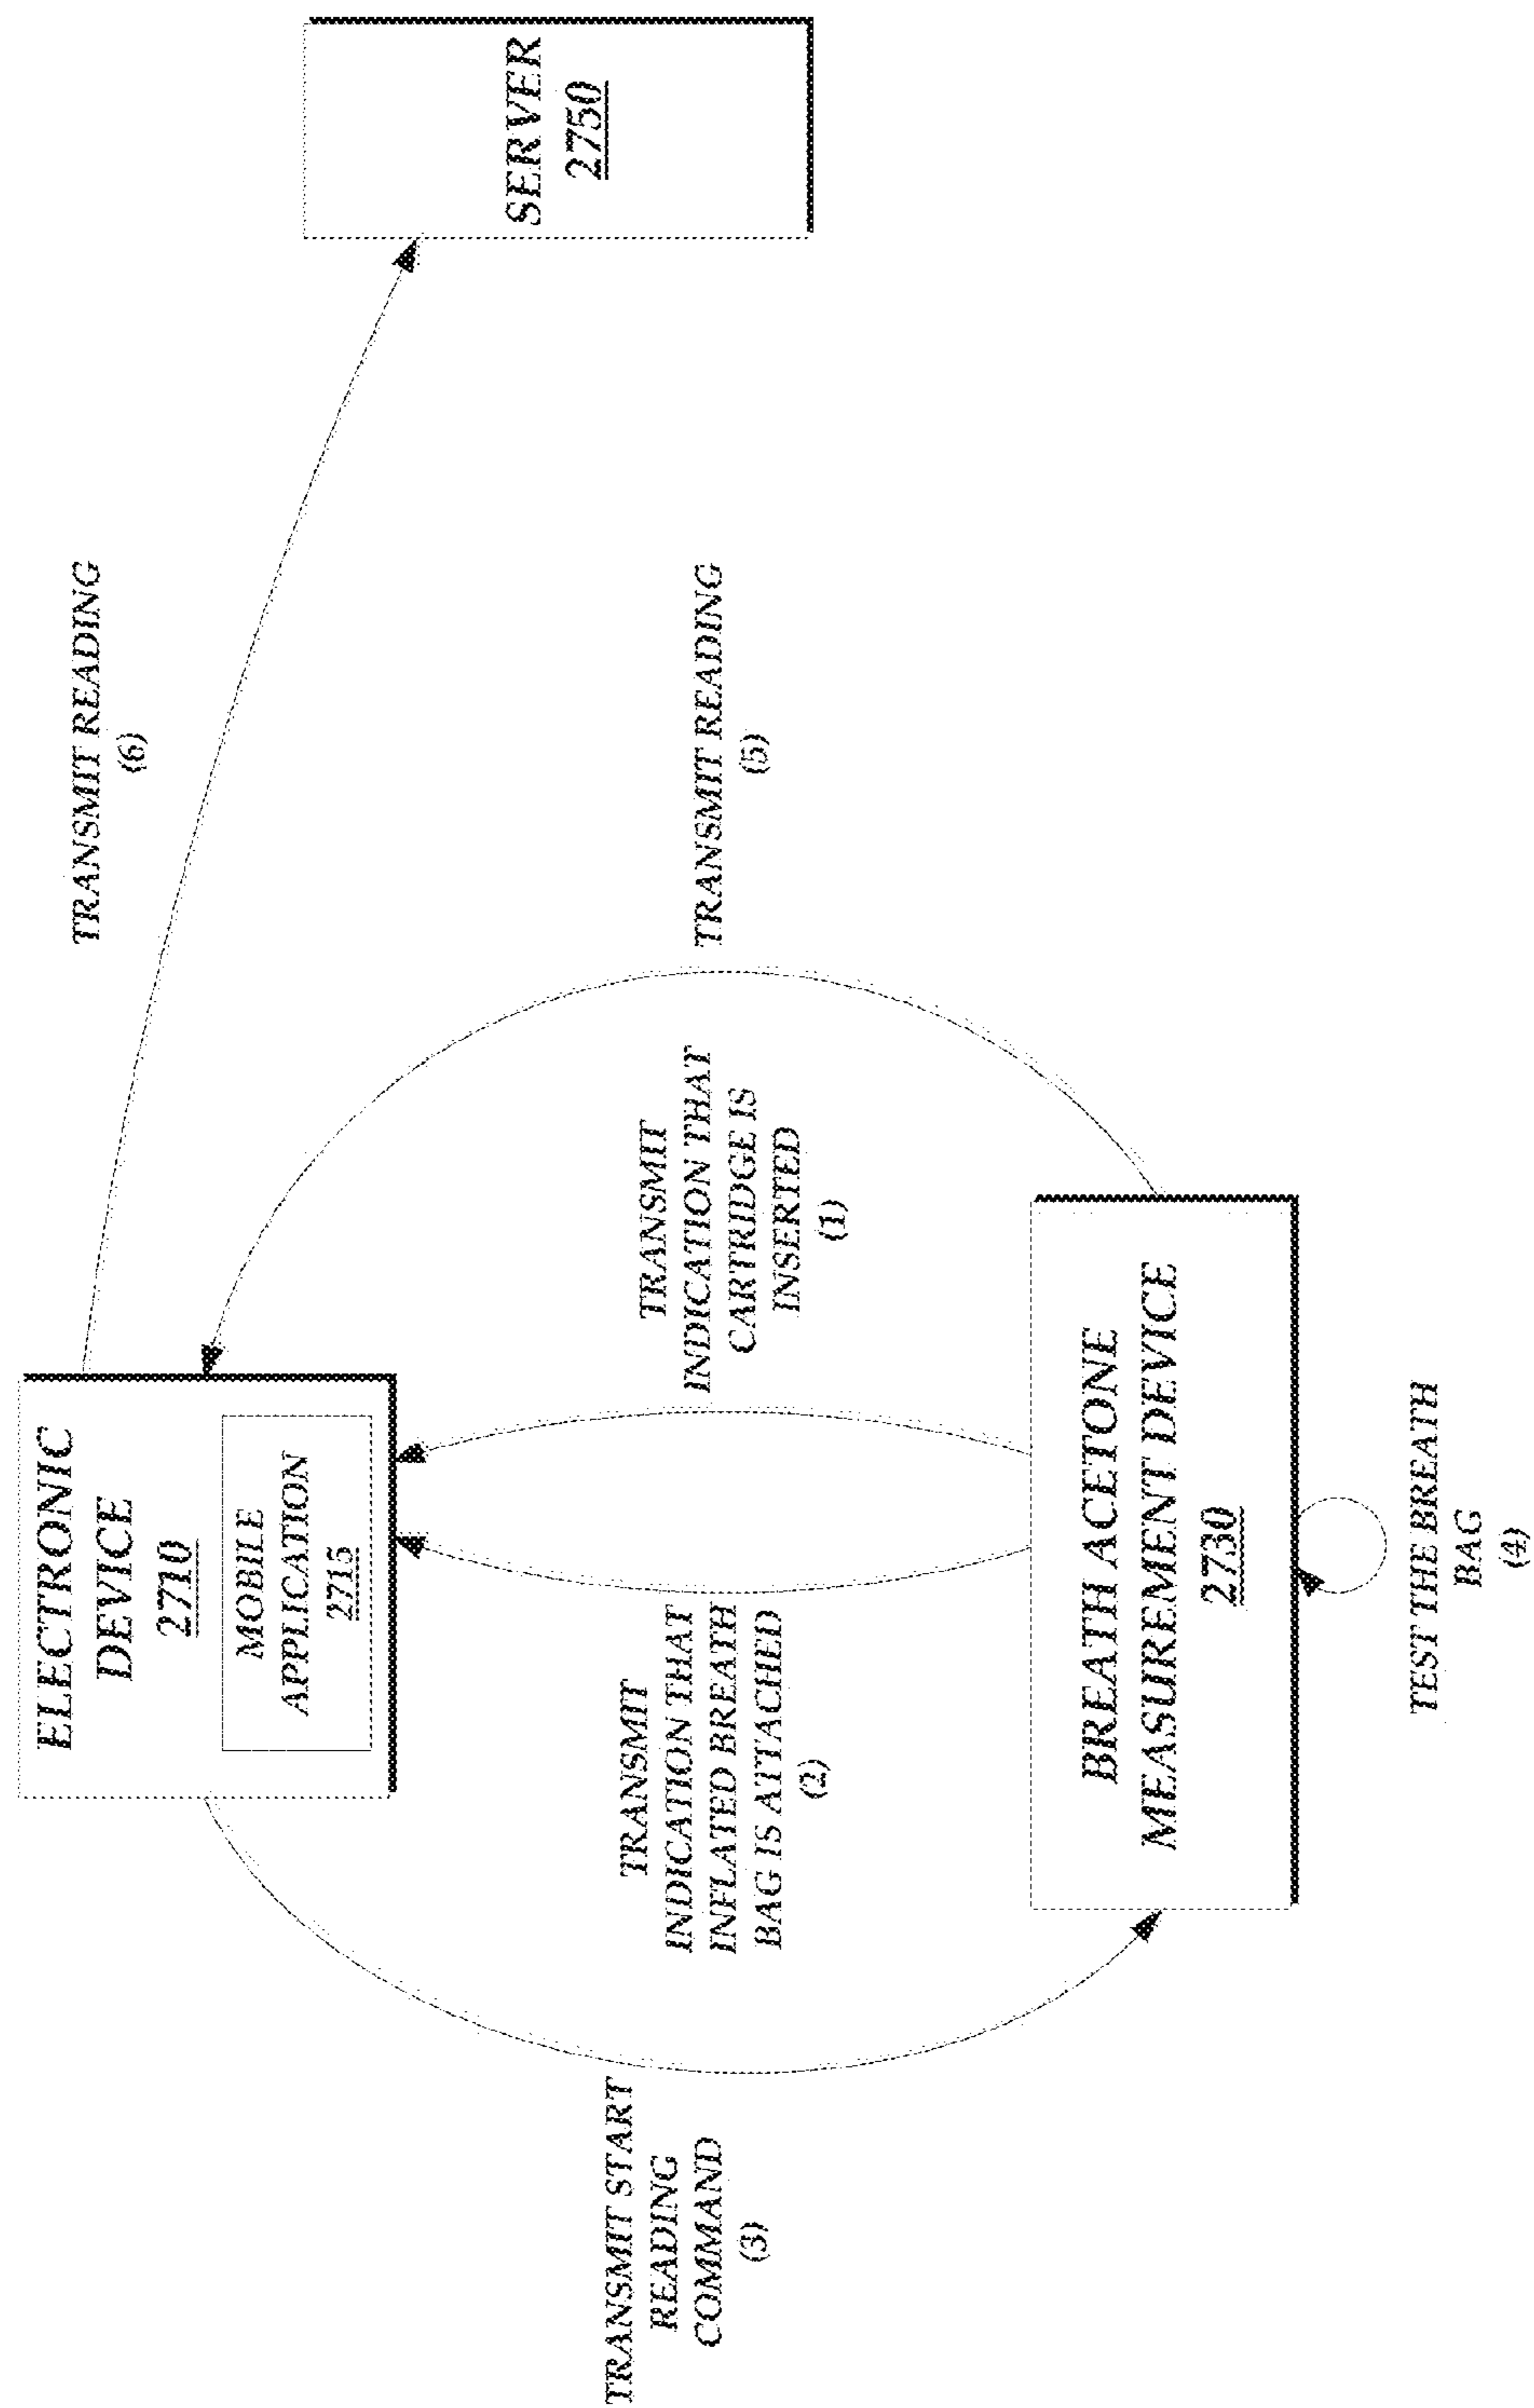 ELECTRONIC
DEVICE
2710
MOBILE
APPLICATION
2715
TRANSMIT READING
(6)
SERVER
2750
TRANSMIT START
READING
COMMAND
(3)
TRANSMIT
INDICATION THAT
INFLATED BREATH
BAG IS ATTACHED
(2)
TRANSMIT
INDICATION THAT
CARTRIDGE IS
INSERTED
(1)
TRANSMIT READING
(5)
BREATH ACETONE
MEASUREMENT DEVICE
2730
TEST THE BREATH
BAG
(4)